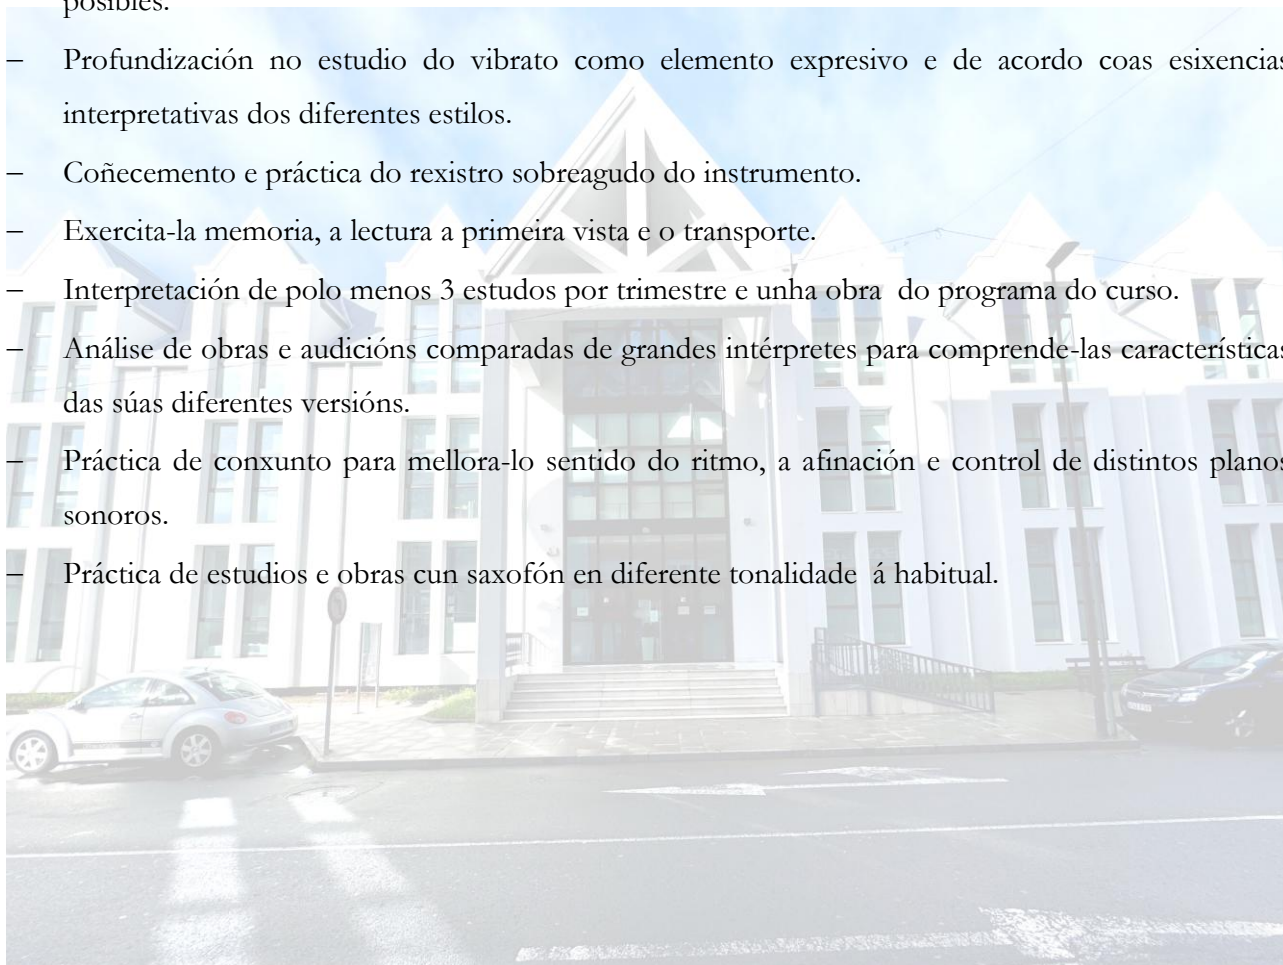 posibles.
– Profundización no estudio do vibrato como elemento expresivo e de acordo coas esixencias
interpretativas dos diferentes estilos.
– Coñecemento e práctica do rexistro sobreagudo do instrumento.
– Exercita-la memoria, a lectura a primeira vista e o transporte.
– Interpretación de polo menos 3 estudos por trimestre e unha obra do programa do curso.
– Análise de obras e audicións comparadas de grandes intérpretes para comprende-las características
das súas diferentes versións.
– Práctica de conxunto para mellora-lo sentido do ritmo, a afinación e control de distintos planos
sonoros.
– Práctica de estudios e obras cun saxofón en diferente tonalidade á habitual.